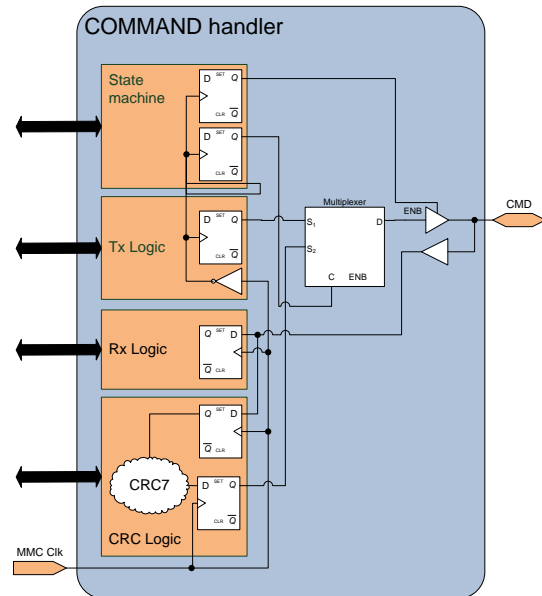 COMMAND handler
State
machine
D SET Q
CLR Q
D SET Q
CLR Q
Tx Logic
D SET Q
CLR Q
Multiplexer
S1
S2
D
C ENB
ENB
CMD
Rx Logic
Q SET D
Q CLR
Q SET D
Q CLR
CRC7
D SET Q
CLR Q
CRC Logic
MMC Clk